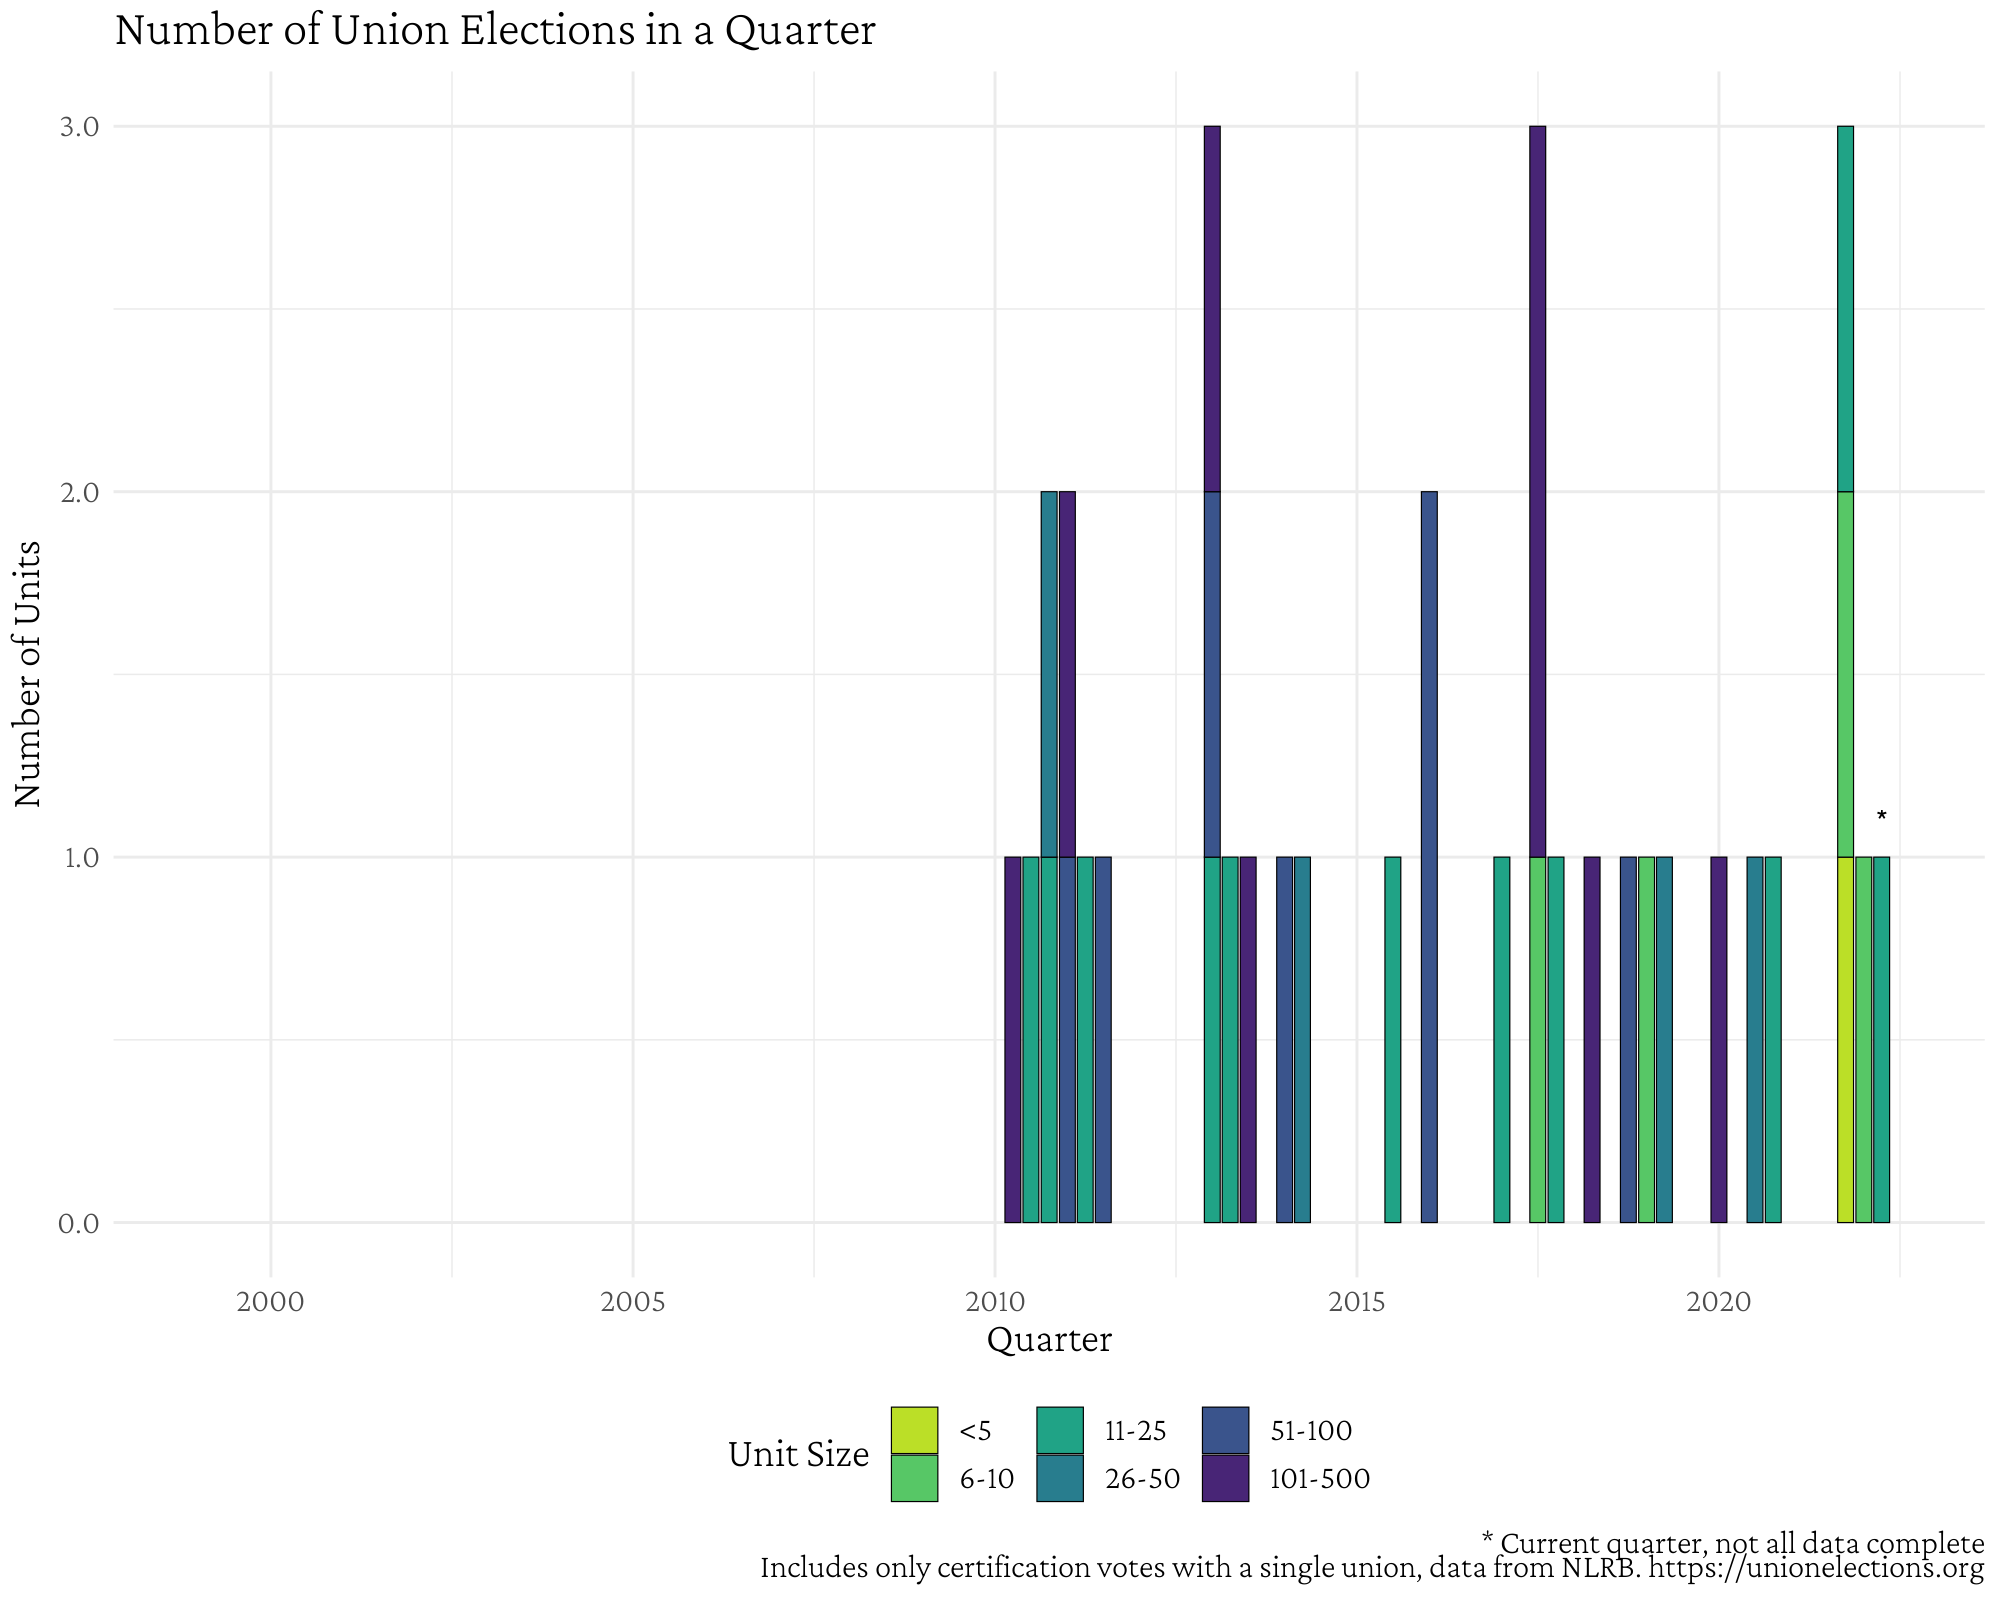 Number of Union Elections in a Quarter
Number of Units
3.0
2.0
1.0
0.0
*
2000 2005 2010 2015 2020
Quarter
Unit Size
<5 11-25 51-100
6-10 26-50 101-500
* Current quarter, not all data complete
Includes only certification votes with a single union, data from NLRB. https://unionelections.org